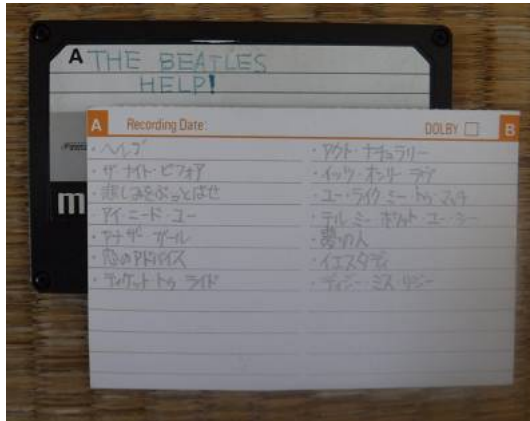 A THE BEATLES
HELP!
A Recording Date:
DOLBY B
・ヘルプ
・ザ・ナイト・ビフォア
・悲しみをぶっとばせ
・アイ・ニード・ユー
・アナザーガール
・恋のアドバイス
・ティケット トゥ ライド
・アクト・ナチュラリー
・イッツ・オンリー・ラヴ
・ユー・ライク・ミー・トゥ・マッチ
・テル・ミー・ホワット・ユー・シー
・夢の人
・イエスタデイ
・ディジー・ミス・リジー
m